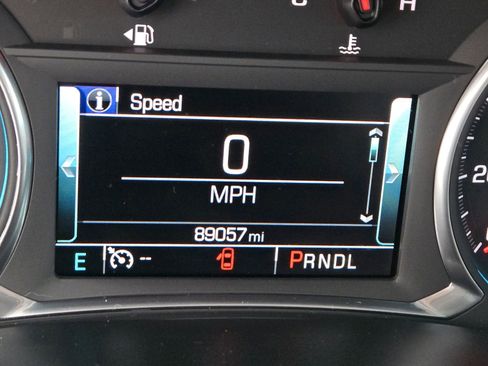 H
Speed
0
MPH
89057 mi
E -- PRNDL